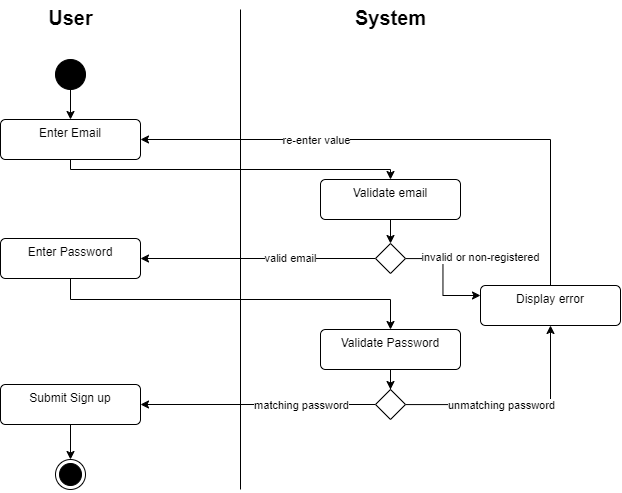 User
System
Enter Email
re-enter value
Validate email
Enter Password
valid email
invalid or non-registered
Display error
Validate Password
Submit Sign up
matching password
unmatching password